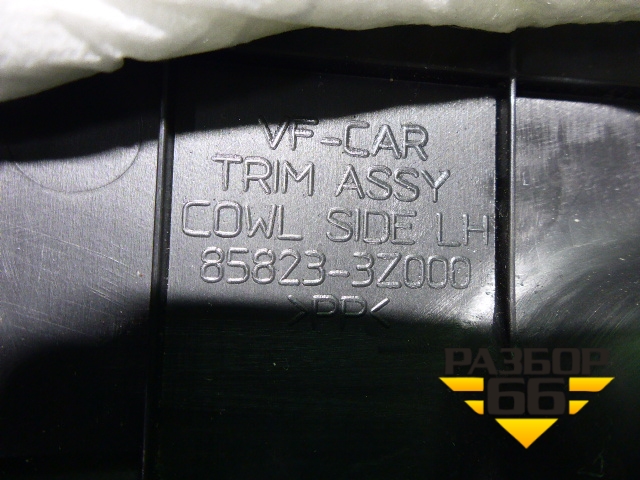 VF-CAR
TRIM ASSY
COWL SIDE LH
85823-3Z000
>PP<
РАЗБОР
66